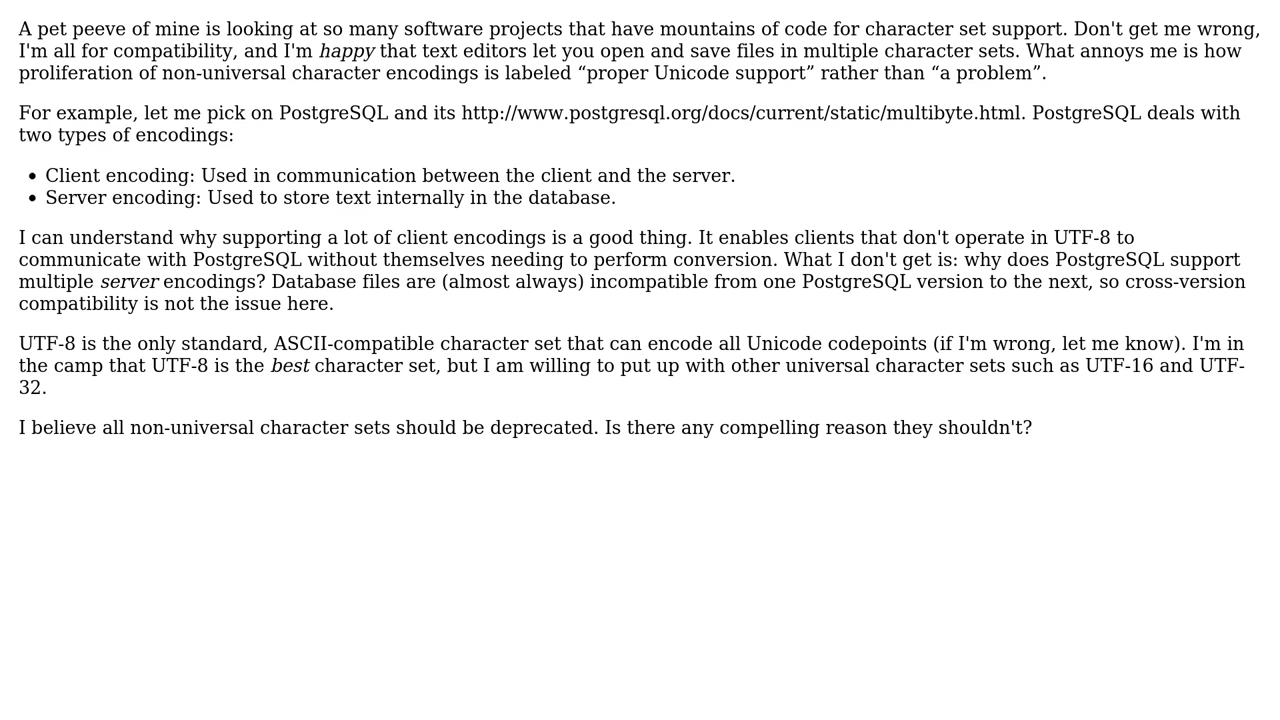 A pet peeve of mine is looking at so many software projects that have mountains of code for character set support. Don't get me wrong,
I'm all for compatibility, and I'm happy that text editors let you open and save files in multiple character sets. What annoys me is how
proliferation of non-universal character encodings is labeled “proper Unicode support” rather than “a problem”.
For example, let me pick on PostgreSQL and its http://www.postgresql.org/docs/current/static/multibyte.html. PostgreSQL deals with
two types of encodings:
• Client encoding: Used in communication between the client and the server.
• Server encoding: Used to store text internally in the database.
I can understand why supporting a lot of client encodings is a good thing. It enables clients that don't operate in UTF-8 to
communicate with PostgreSQL without themselves needing to perform conversion. What I don't get is: why does PostgreSQL support
multiple server encodings? Database files are (almost always) incompatible from one PostgreSQL version to the next, so cross-version
compatibility is not the issue here.
UTF-8 is the only standard, ASCII-compatible character set that can encode all Unicode codepoints (if I'm wrong, let me know). I'm in
the camp that UTF-8 is the best character set, but I am willing to put up with other universal character sets such as UTF-16 and UTF-
32.
I believe all non-universal character sets should be deprecated. Is there any compelling reason they shouldn't?